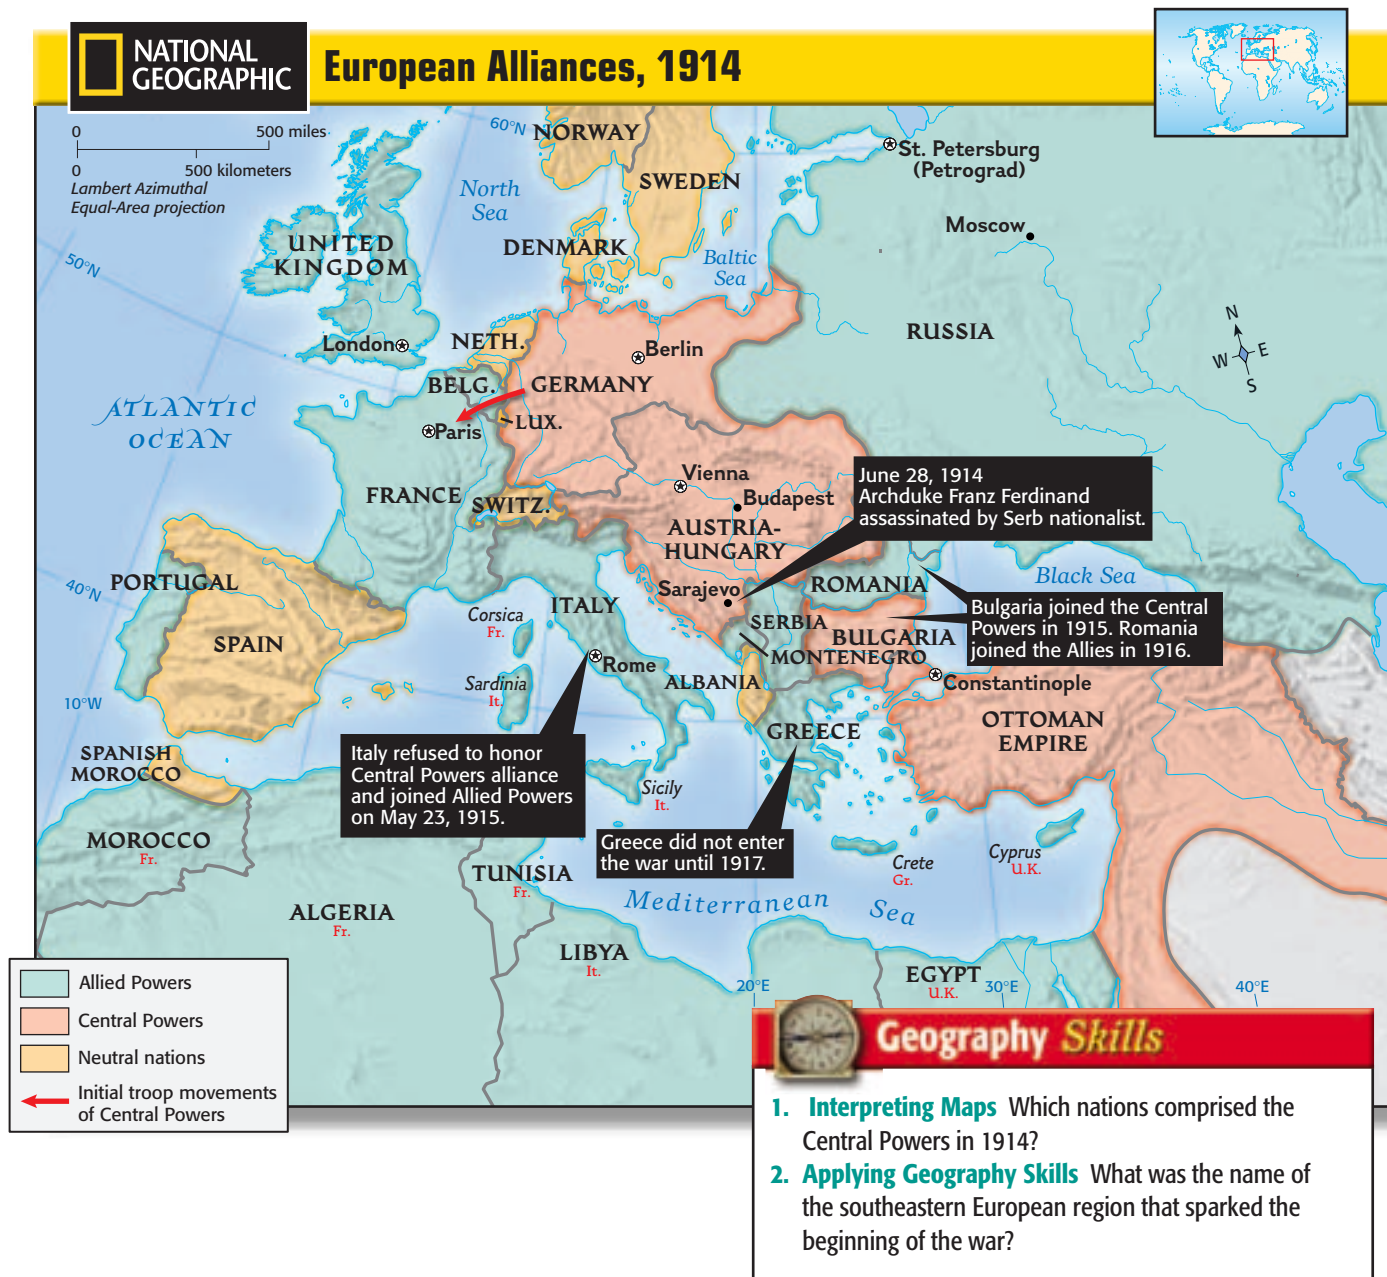 NATIONAL
GEOGRAPHIC
European Alliances, 1914
0 500 miles
0 500 kilometers
Lambert Azimuthal
Equal-Area projection
60°N
50°N
40°N
10°W
20°E
30°E
40°E
NORWAY
SWEDEN
St. Petersburg
(Petrograd)
Moscow
North
Sea
DENMARK
Baltic
Sea
UNITED
KINGDOM
London
NETH.
Berlin
RUSSIA
N
W E
S
BELG.
GERMANY
LUX.
ATLANTIC
OCEAN
Paris
FRANCE
SWITZ.
Vienna
Budapest
AUSTRIA-
HUNGARY
June 28, 1914
Archduke Franz Ferdinand
assassinated by Serb nationalist.
PORTUGAL
SPAIN
Corsica
Fr.
Sardinia
It.
ITALY
Rome
Sarajevo
SERBIA
MONTENEGRO
ALBANIA
ROMANIA
BULGARIA
Black Sea
Bulgaria joined the Central
Powers in 1915. Romania
joined the Allies in 1916.
Constantinople
OTTOMAN
EMPIRE
GREECE
SPANISH
MOROCCO
Italy refused to honor
Central Powers alliance
and joined Allied Powers
on May 23, 1915.
Sicily
It.
Greece did not enter
the war until 1917.
Crete
Gr.
Cyprus
U.K.
MOROCCO
Fr.
ALGERIA
Fr.
TUNISIA
Fr.
Mediterranean Sea
LIBYA
It.
EGYPT
U.K.
Allied Powers
Central Powers
Neutral nations
Initial troop movements
of Central Powers
Geography Skills
1. Interpreting Maps Which nations comprised the
Central Powers in 1914?
2. Applying Geography Skills What was the name of
the southeastern European region that sparked the
beginning of the war?